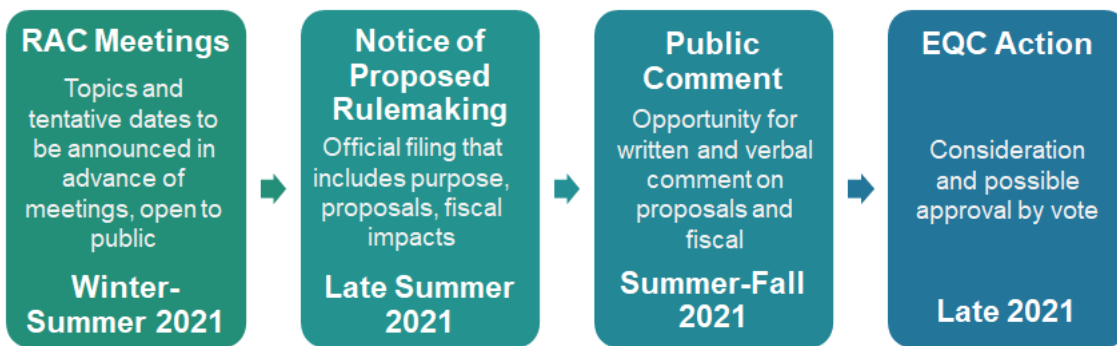 RAC Meetings
Topics and
tentative dates to
be announced in
advance of
meetings, open to
public
Winter-
Summer 2021
Notice of
Proposed
Rulemaking
Official filing that
includes purpose,
proposals, fiscal
impacts
Late Summer
2021
Public
Comment
Opportunity for
written and verbal
comment on
proposals and
fiscal
Summer-Fall
2021
EQC Action
Consideration
and possible
approval by vote
Late 2021